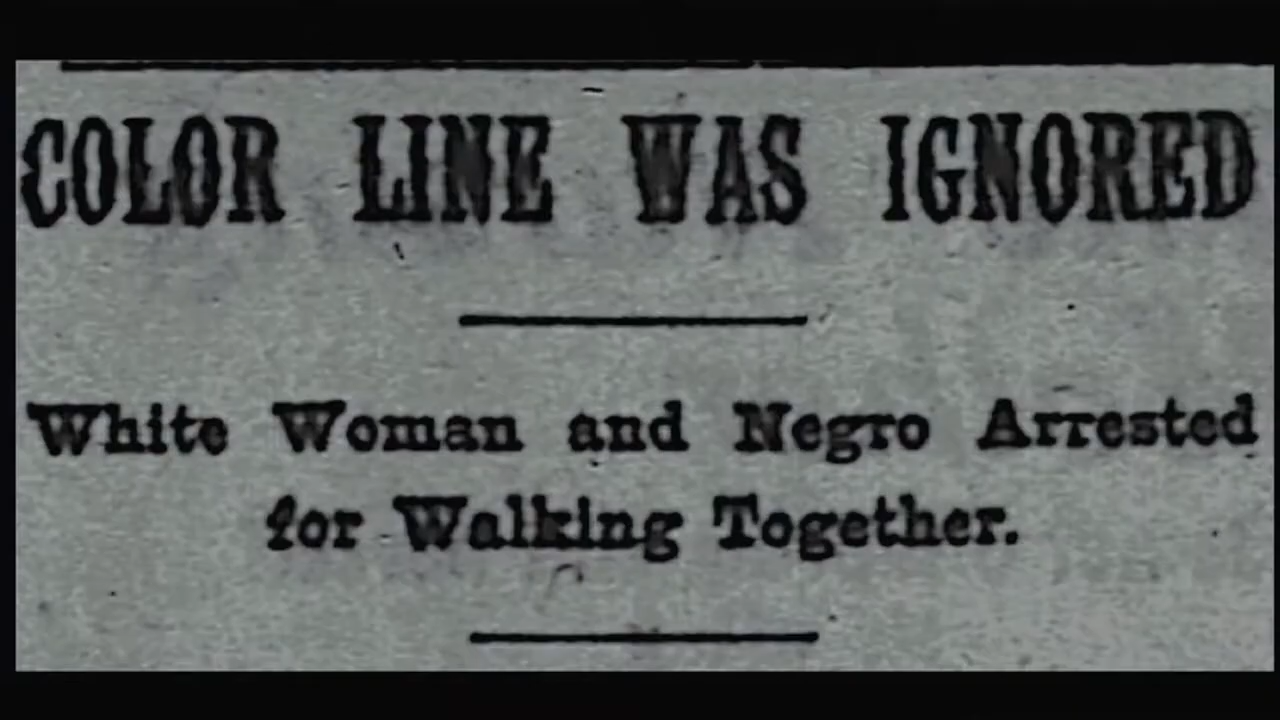 COLOR LINE WAS IGNORED
White Woman and Negro Arrested
for Walking Together.